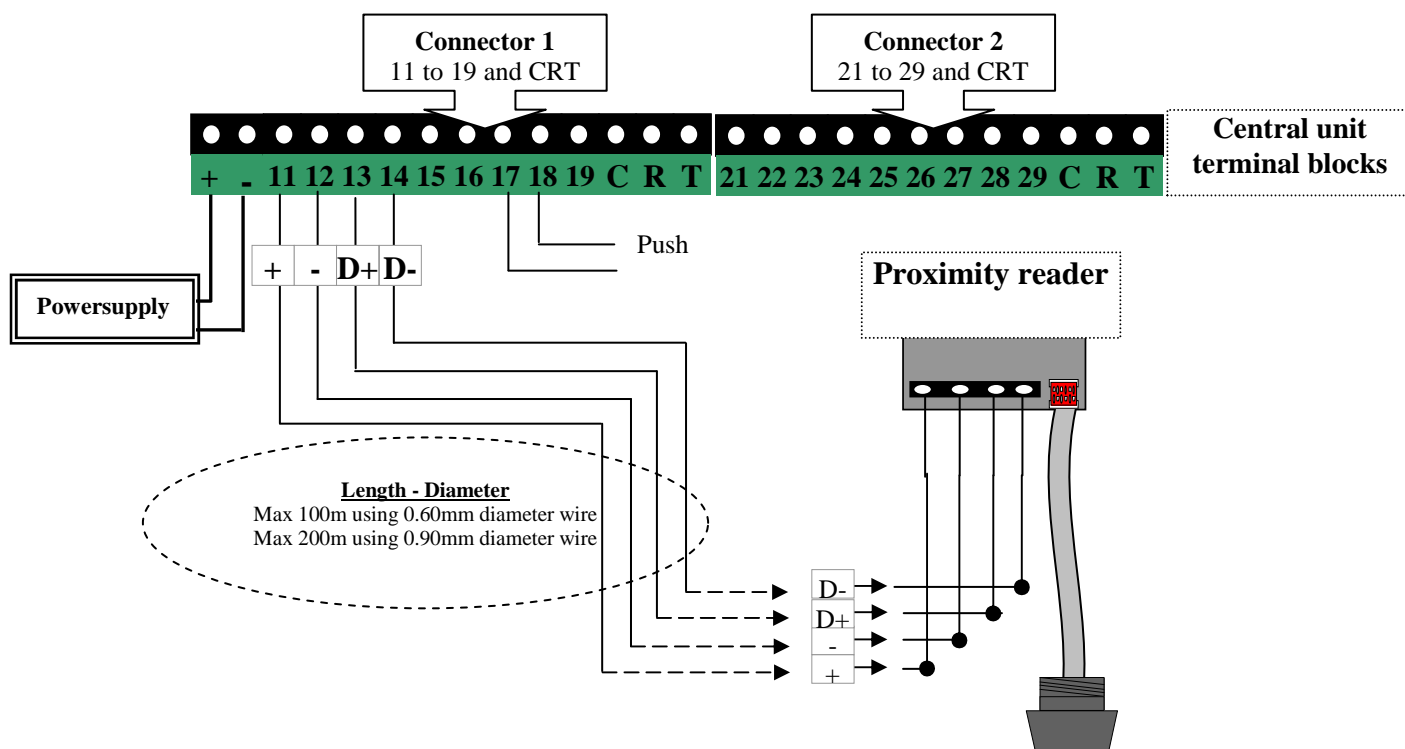 Connector 1
11 to 19 and CRT
Connector 2
21 to 29 and CRT
+ - 11 12 13 14 15 16 17 18 19 C R T
21 22 23 24 25 26 27 28 29 C R T
Central unit
terminal blocks
Push
+ - D+ D-
Powersupply
Proximity reader
Length - Diameter
Max 100m using 0.60mm diameter wire
Max 200m using 0.90mm diameter wire
D-
D+
-
+